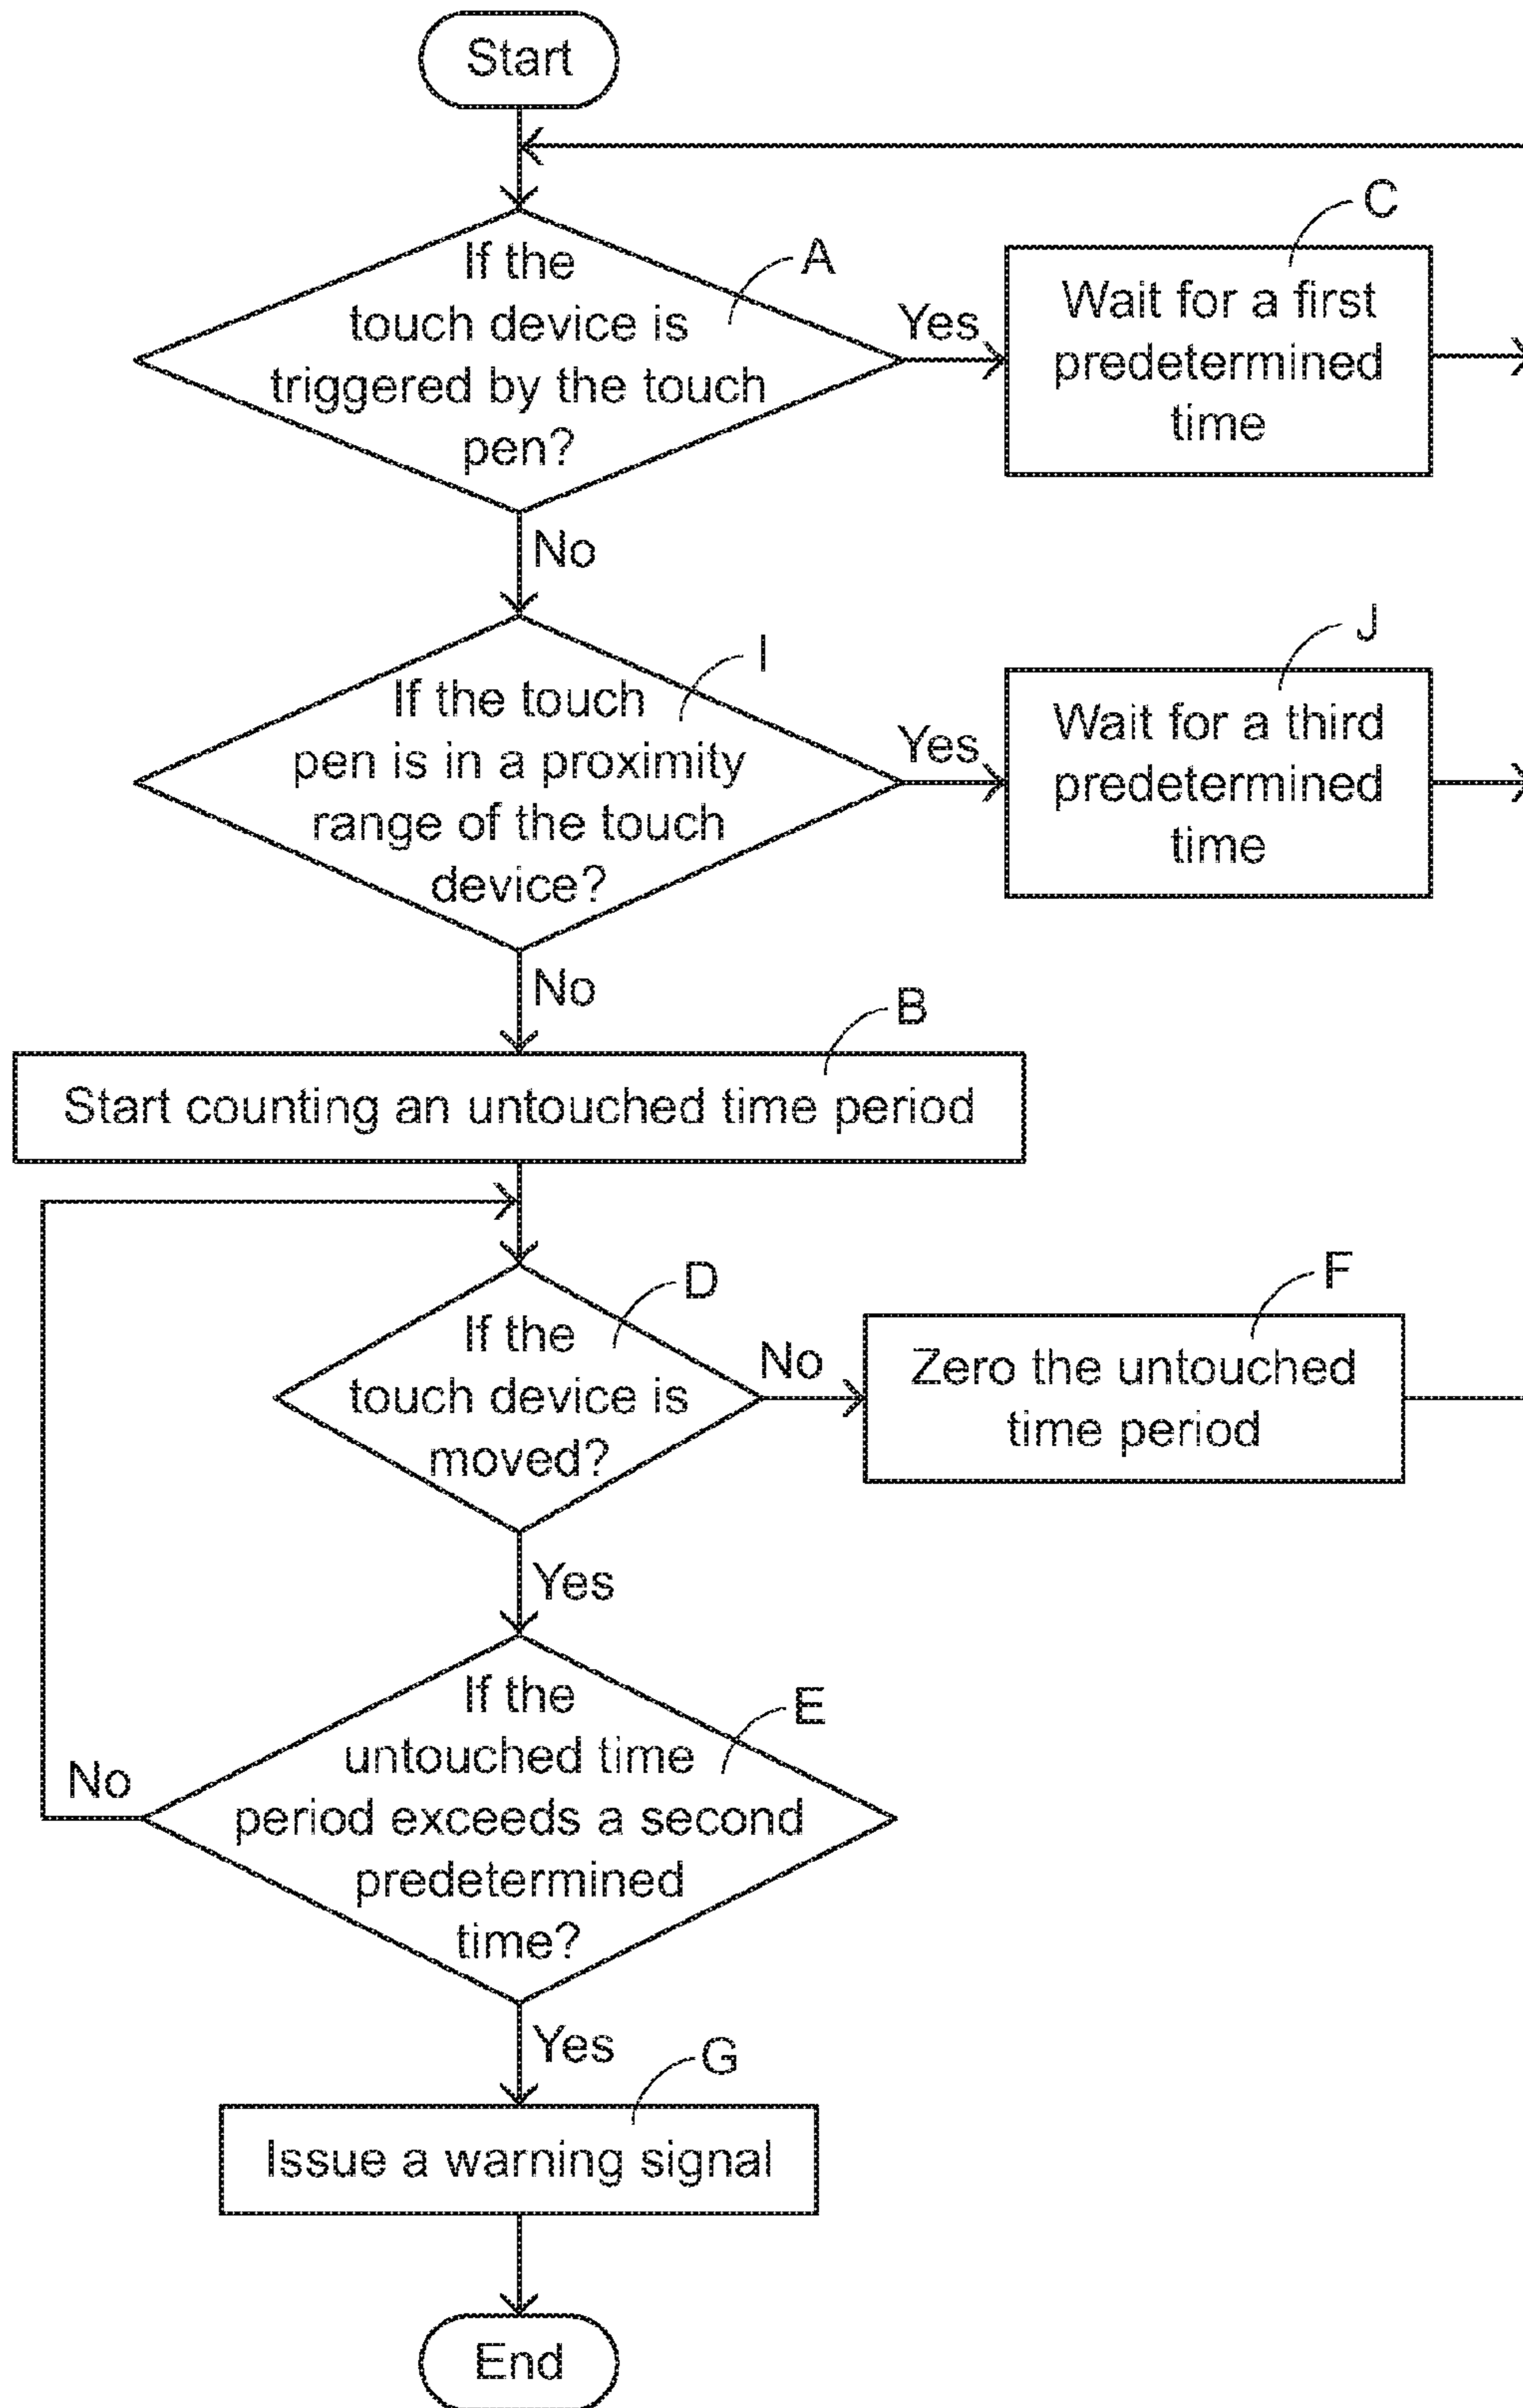 Start
If the
touch device is
triggered by the touch
pen?
A
Yes
C
Wait for a first
predetermined
time
No
If the touch
pen is in a proximity
range of the touch
device?
I
Yes
J
Wait for a third
predetermined
time
No
B
Start counting an untouched time period
If the
touch device is
moved?
D
No
F
Zero the untouched
time period
Yes
If the
untouched time
period exceeds a second
predetermined
time?
E
No
Yes
G
Issue a warning signal
End